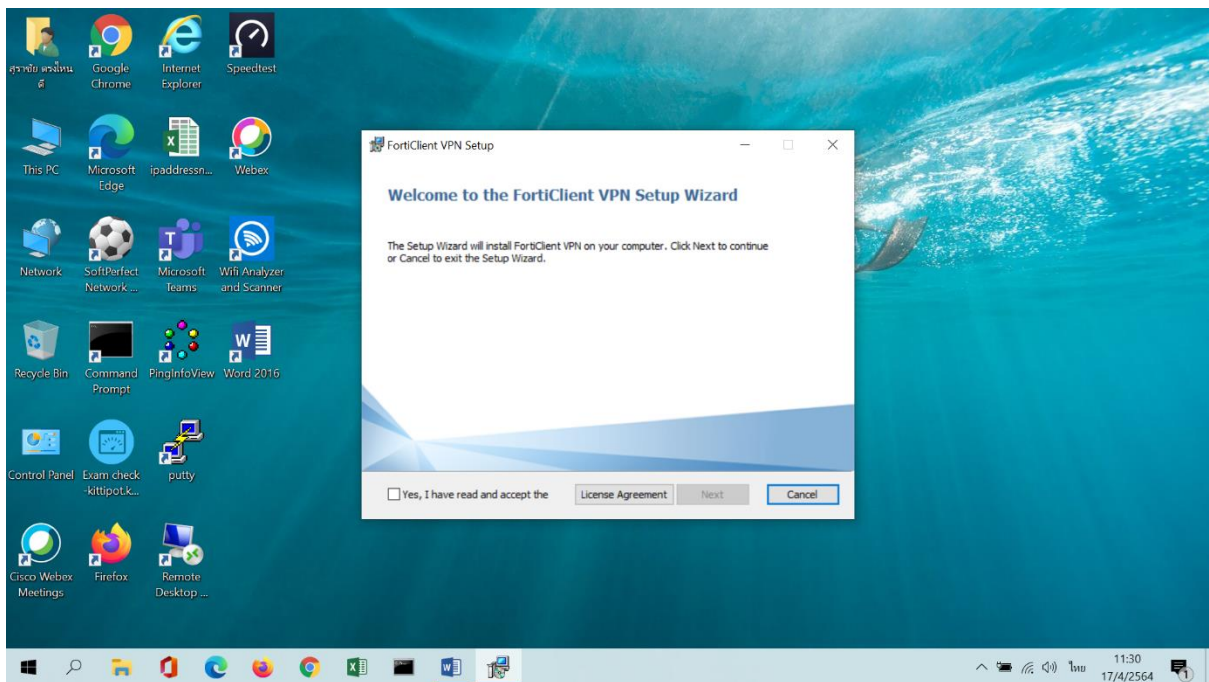 สุราชัย ตรงไหน
ดี
Google
Chrome
Internet
Explorer
Speedtest
This PC
Microsoft
Edge
ipaddressn...
Webex
Network
SoftPerfect
Network ...
Microsoft
Teams
Wifi Analyzer
and Scanner
Recycle Bin
Command
Prompt
PingInfoView
Word 2016
Control Panel
Exam check
-kittipot.k...
putty
Cisco Webex
Meetings
Firefox
Remote
Desktop ...
FortiClient VPN Setup
Welcome to the FortiClient VPN Setup Wizard
The Setup Wizard will install FortiClient VPN on your computer. Click Next to continue
or Cancel to exit the Setup Wizard.
Yes, I have read and accept the
License Agreement
Next
Cancel
ไทย
11:30
17/4/2564
1